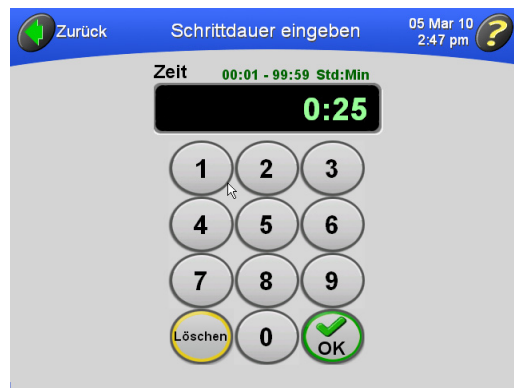 Zurück
Schrittdauer eingeben
05 Mar 10
2:47 pm
?
Zeit
00:01 - 99:59 Std:Min
0:25
1 2 3
4 5 6
7 8 9
Löschen 0 OK